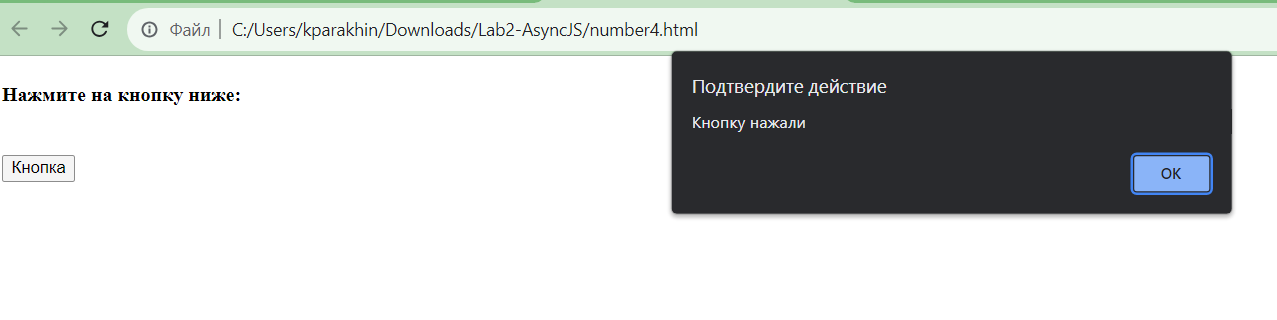 Файл C:/Users/kparakhin/Downloads/Lab2-AsyncJS/number4.html
Нажмите на кнопку ниже:
Кнопка
Подтвердите действие
Кнопку нажали
ОК